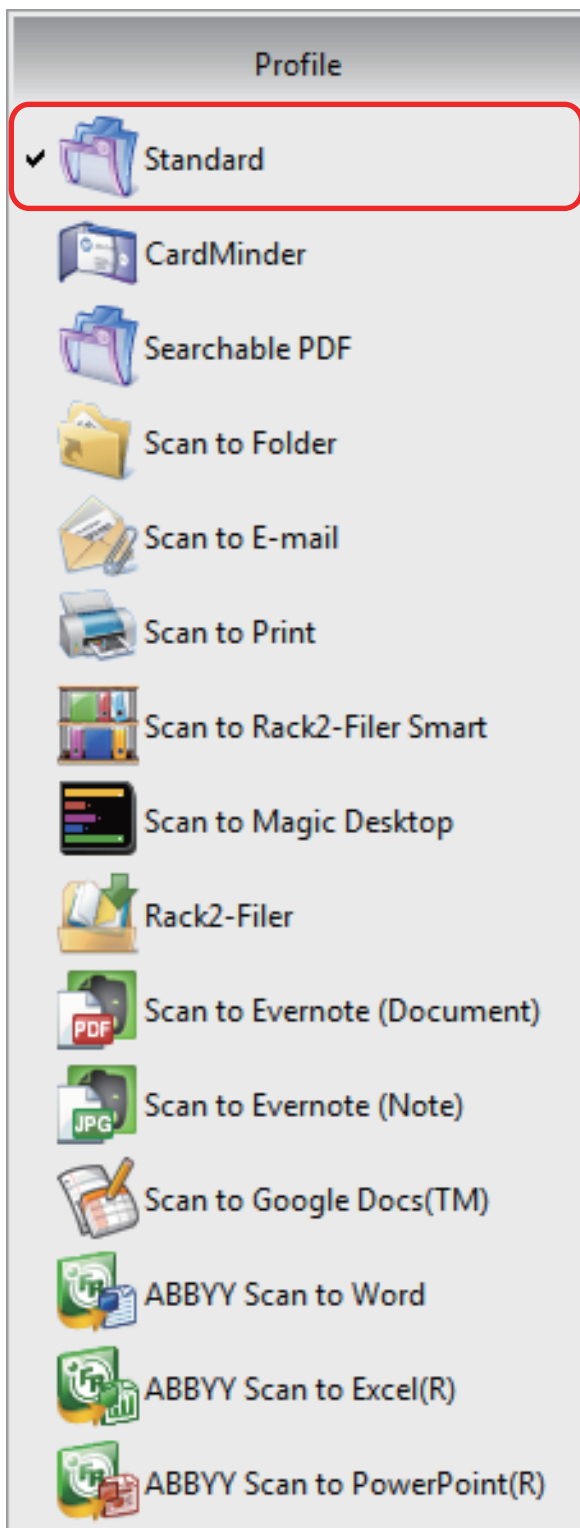 Profile
Standard
CardMinder
Searchable PDF
Scan to Folder
Scan to E-mail
Scan to Print
Scan to Rack2-Filer Smart
Scan to Magic Desktop
Rack2-Filer
PDF Scan to Evernote (Document)
JPG Scan to Evernote (Note)
Scan to Google Docs(TM)
ABBYY Scan to Word
ABBYY Scan to Excel(R)
ABBYY Scan to PowerPoint(R)